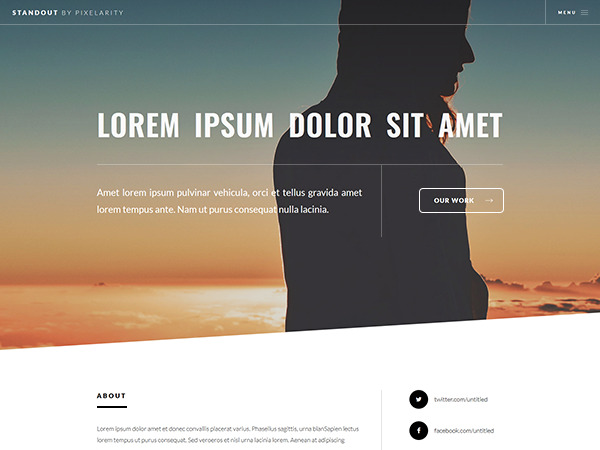 STANDOUT BY PIXELARITY
MENU
LOREM IPSUM DOLOR SIT AMET
Amet lorem ipsum pulvinar vehicula, orci et tellus gravida amet
lorem tempus ante. Nam ut purus consequat nulla lacinia.
OUR WORK
ABOUT
Lorem ipsum dolor amet et donec convallis placerat varius. Phasellus sagittis, urna blanSapien lectus
lorem tempus et purus consequat. Sed veroeros et nisl urna lorem. Aenean at adipiscing
twitter.com/untitled
facebook.com/untitled